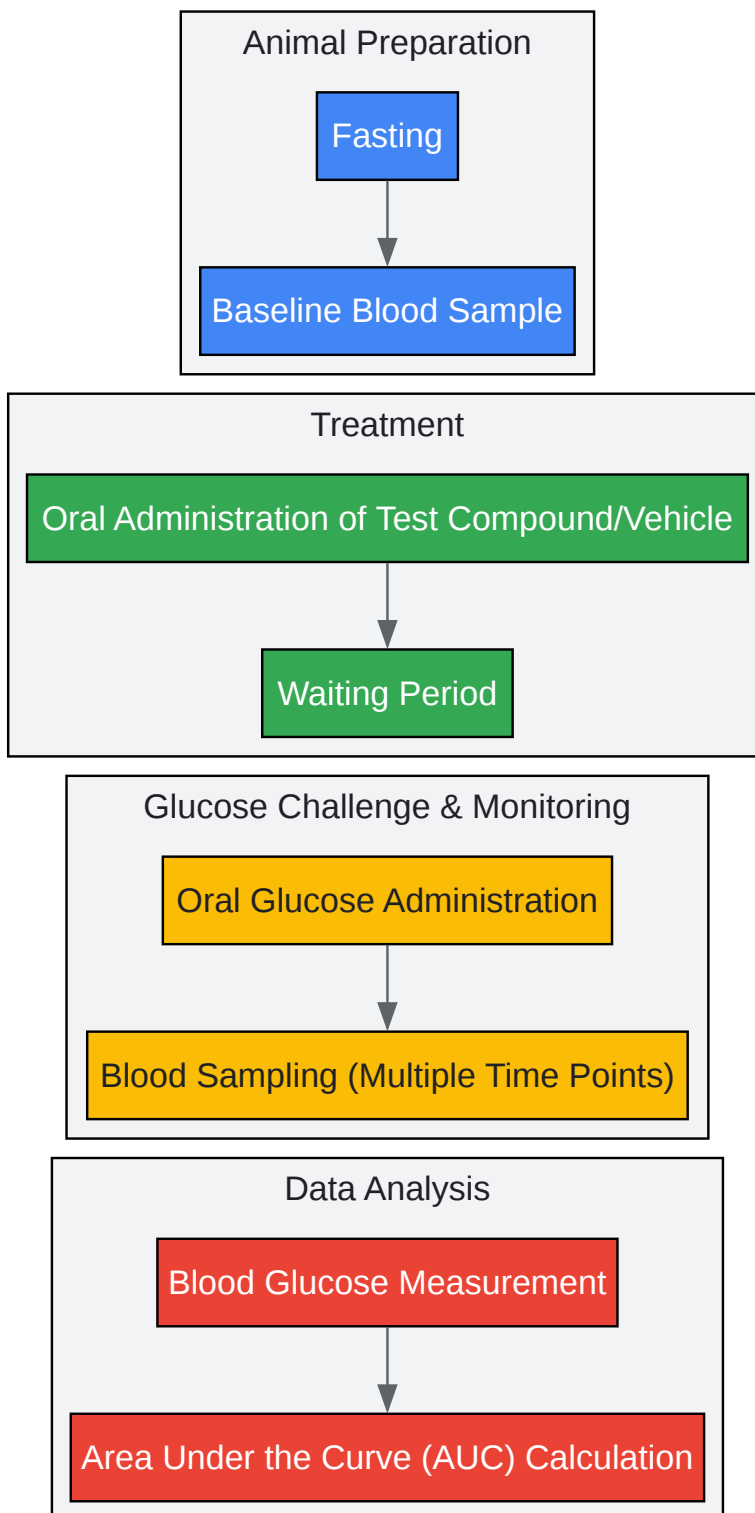 Animal Preparation
Fasting
Baseline Blood Sample
Treatment
Oral Administration of Test Compound/Vehicle
Waiting Period
Glucose Challenge & Monitoring
Oral Glucose Administration
Blood Sampling (Multiple Time Points)
Data Analysis
Blood Glucose Measurement
Area Under the Curve (AUC) Calculation